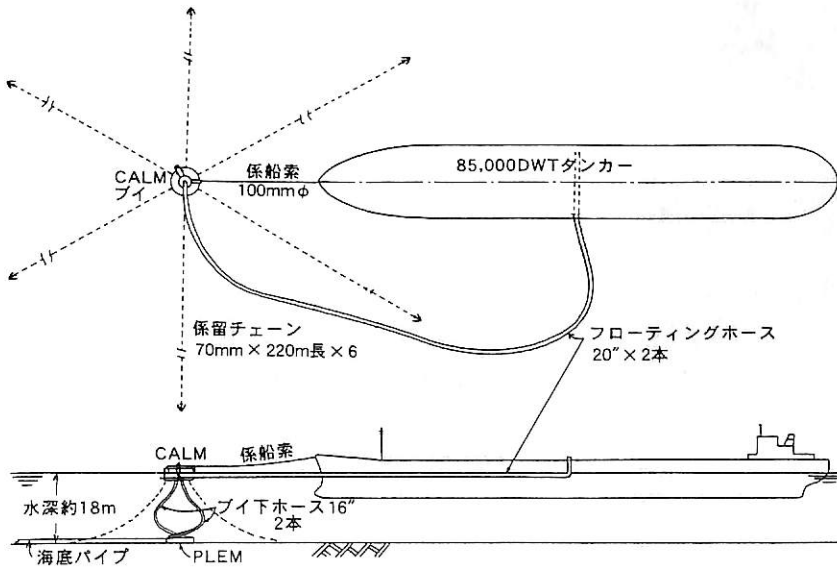 CALM
ブイ
係船索
100mmφ
85,000DWTタンカー
係留チェーン
70mm×220m長×6
フローティングホース
20″×2本
CALM
係船索
水深約18m
ブイ下ホース16″
2本
海底パイプ
PLEM